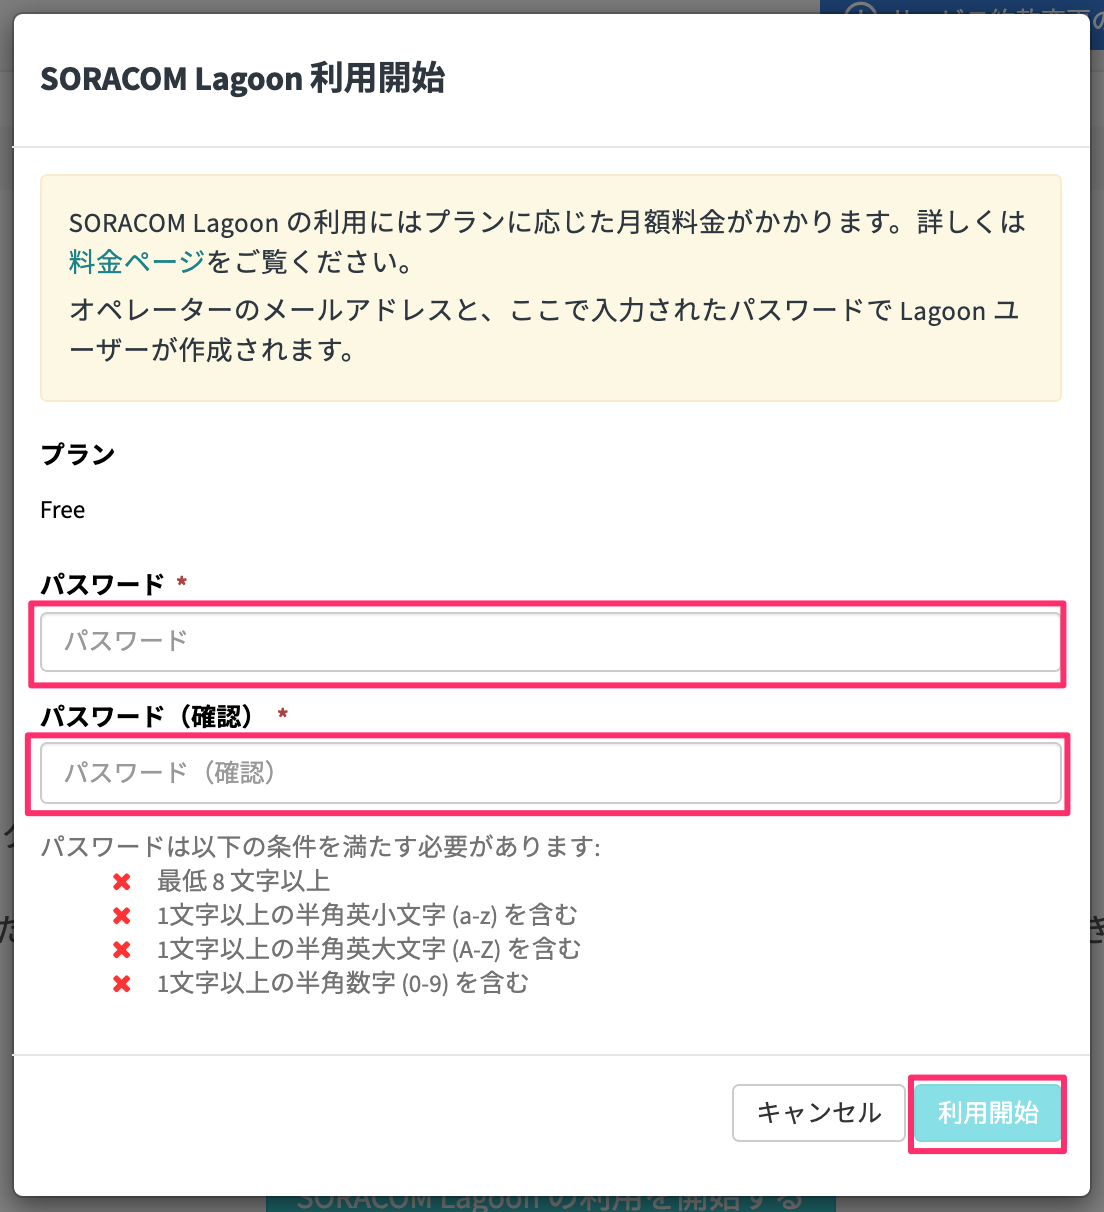 SORACOM Lagoon 利用開始
SORACOM Lagoon の利用にはプランに応じた月額料金がかかります。詳しくは
料金ページをご覧ください。
オペレーターのメールアドレスと、ここで入力されたパスワードで Lagoon ユ
ーザーが作成されます。
プラン
Free
パスワード *
パスワード
パスワード（確認） *
パスワード（確認）
パスワードは以下の条件を満たす必要があります:
最低 8 文字以上
1文字以上の半角英小文字 (a-z) を含む
1文字以上の半角英大文字 (A-Z) を含む
1文字以上の半角数字 (0-9) を含む
キャンセル
利用開始
SORACOM Lagoon の利用を開始する